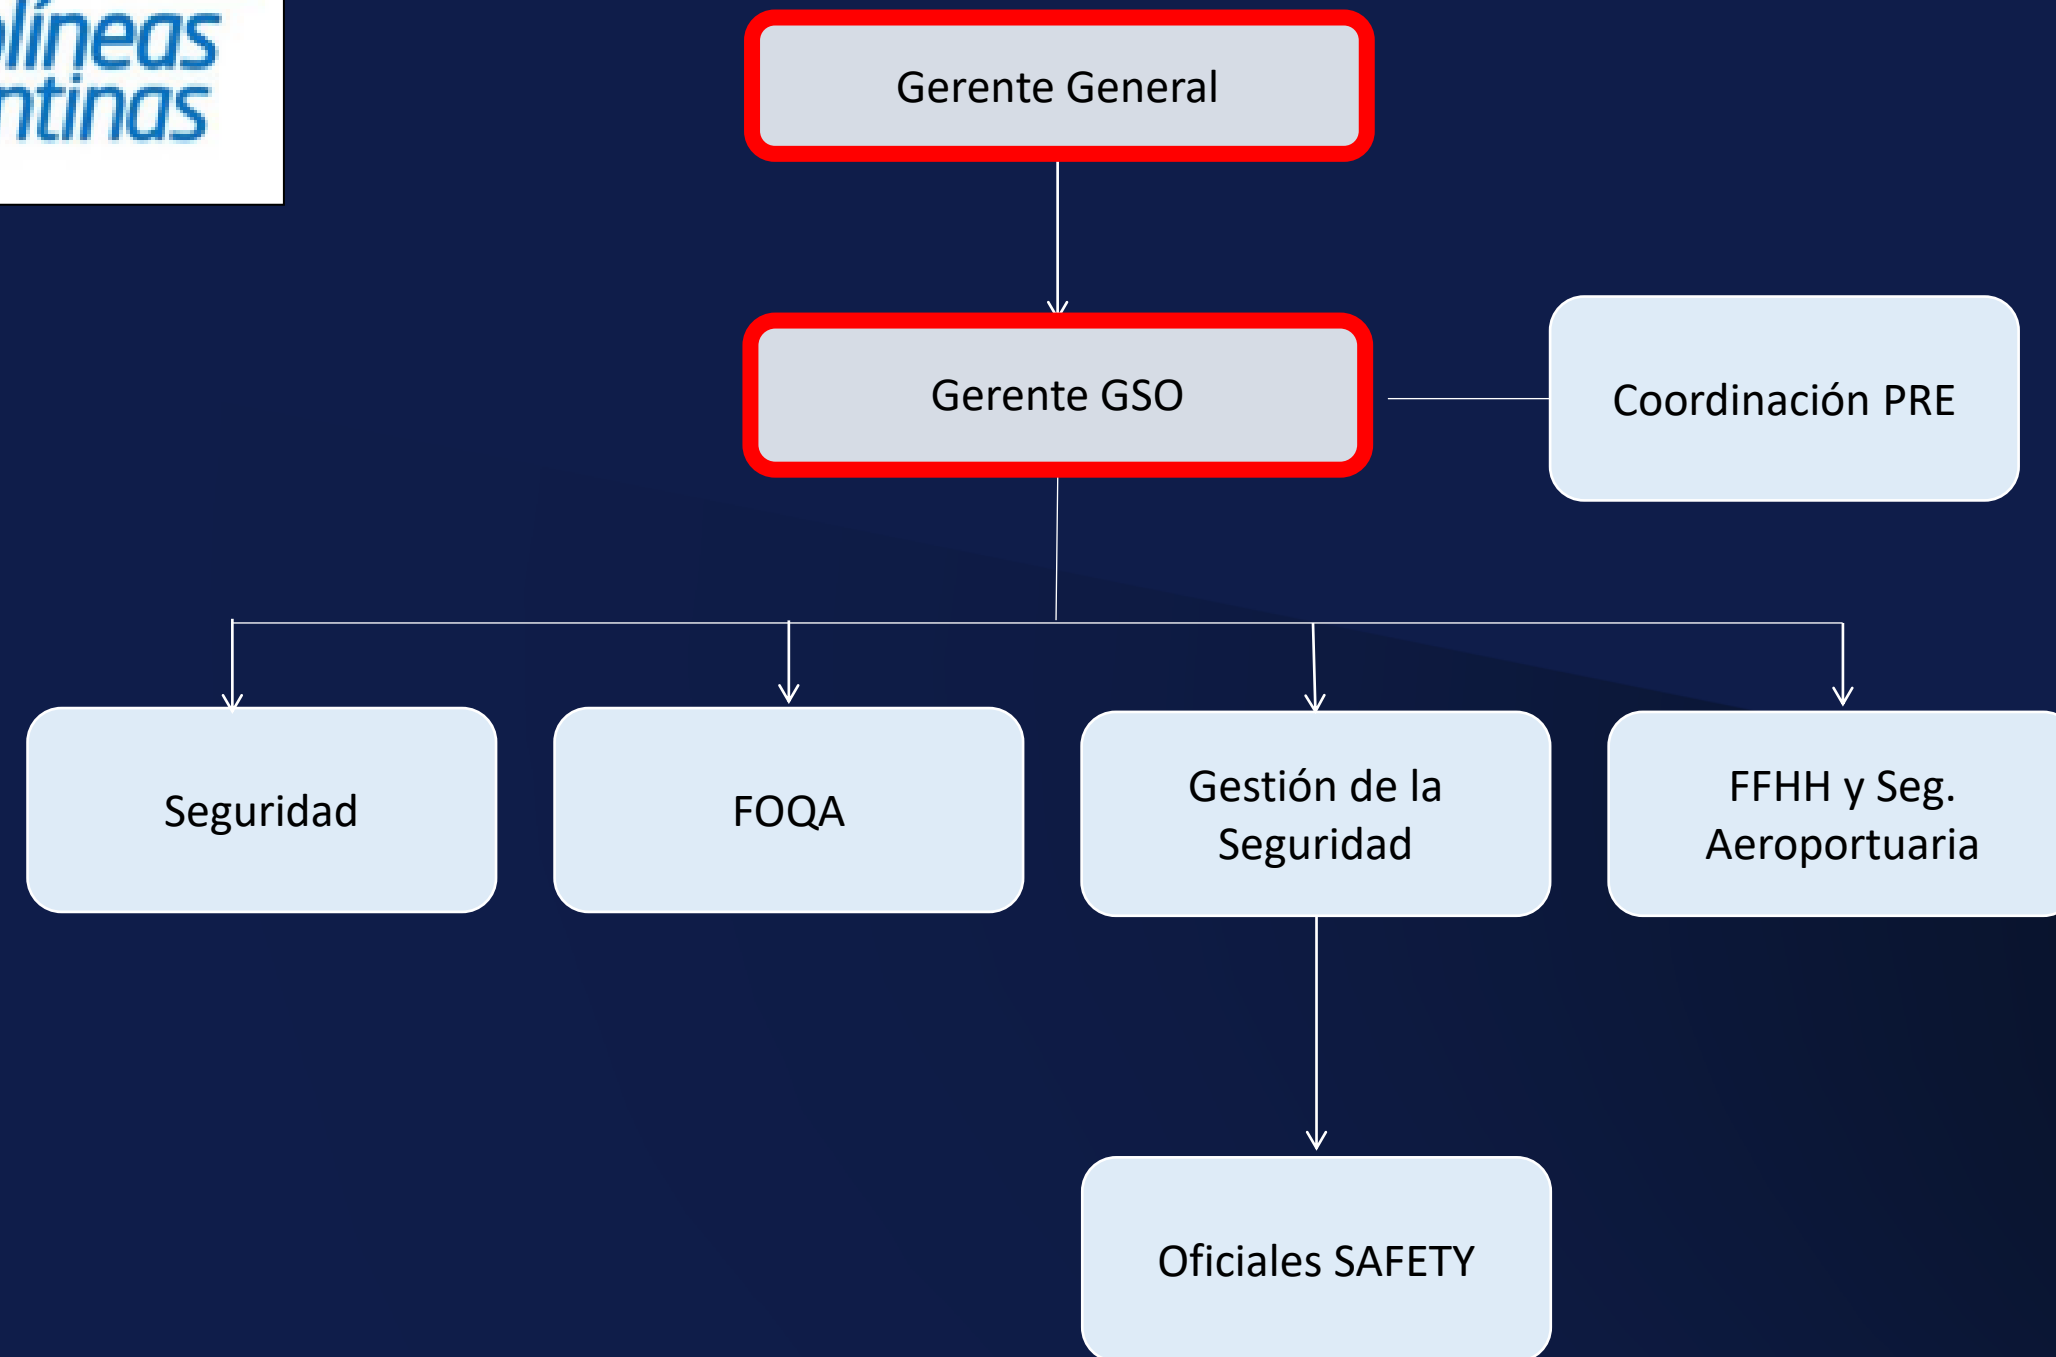 líneas
ntinas
Gerente General
Gerente GSO
Coordinación PRE
Seguridad
FOQA
Gestión de la
Seguridad
FFHH y Seg.
Aeroportuaria
Oficiales SAFETY